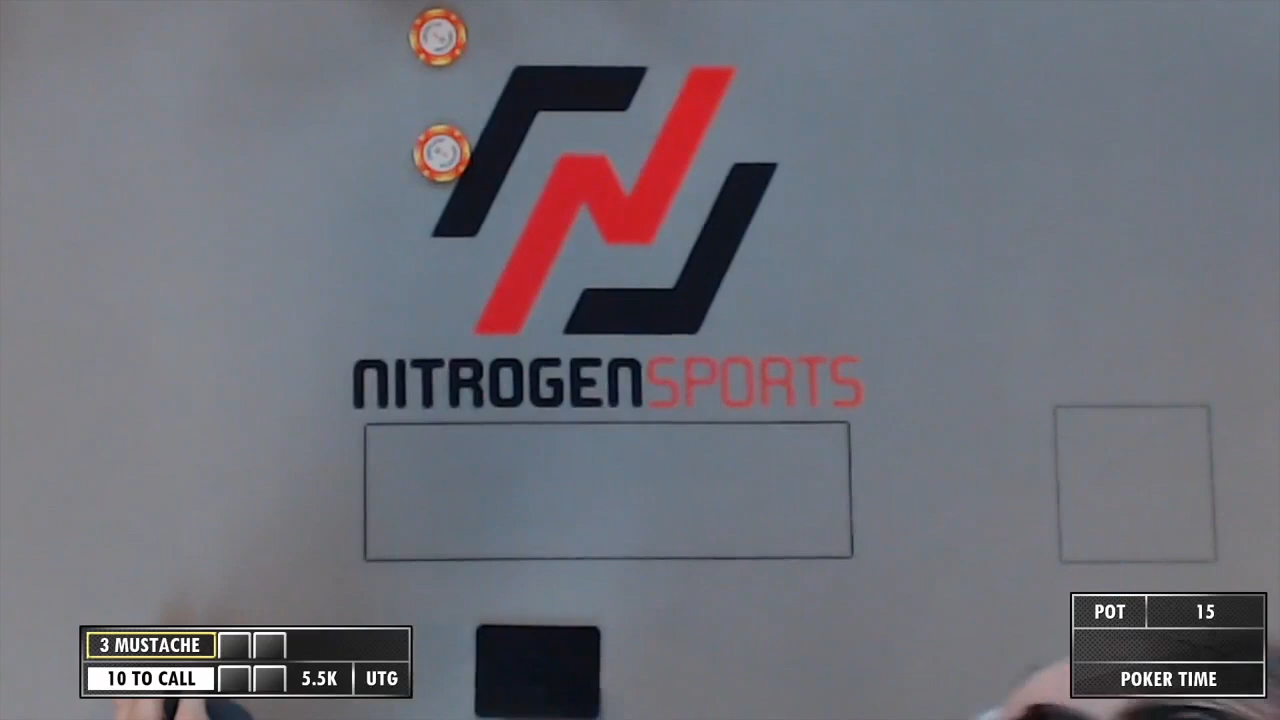 NITROGENSPORTS
3 MUSTACHE
10 TO CALL 5.5K UTG
POT 15
POKER TIME